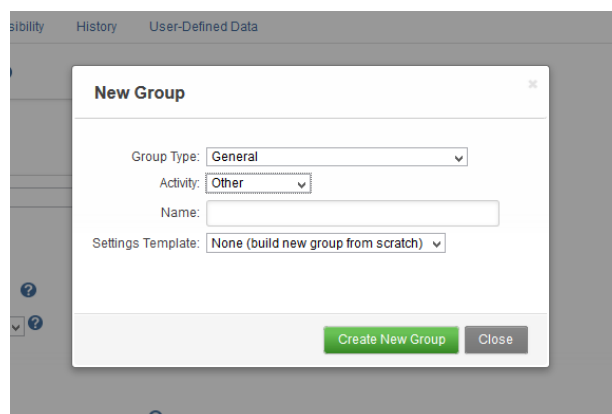 sibility History User-Defined Data
New Group
×
Group Type: General
Activity: Other
Name:
Settings Template: None (build new group from scratch)
?
?
Create New Group Close